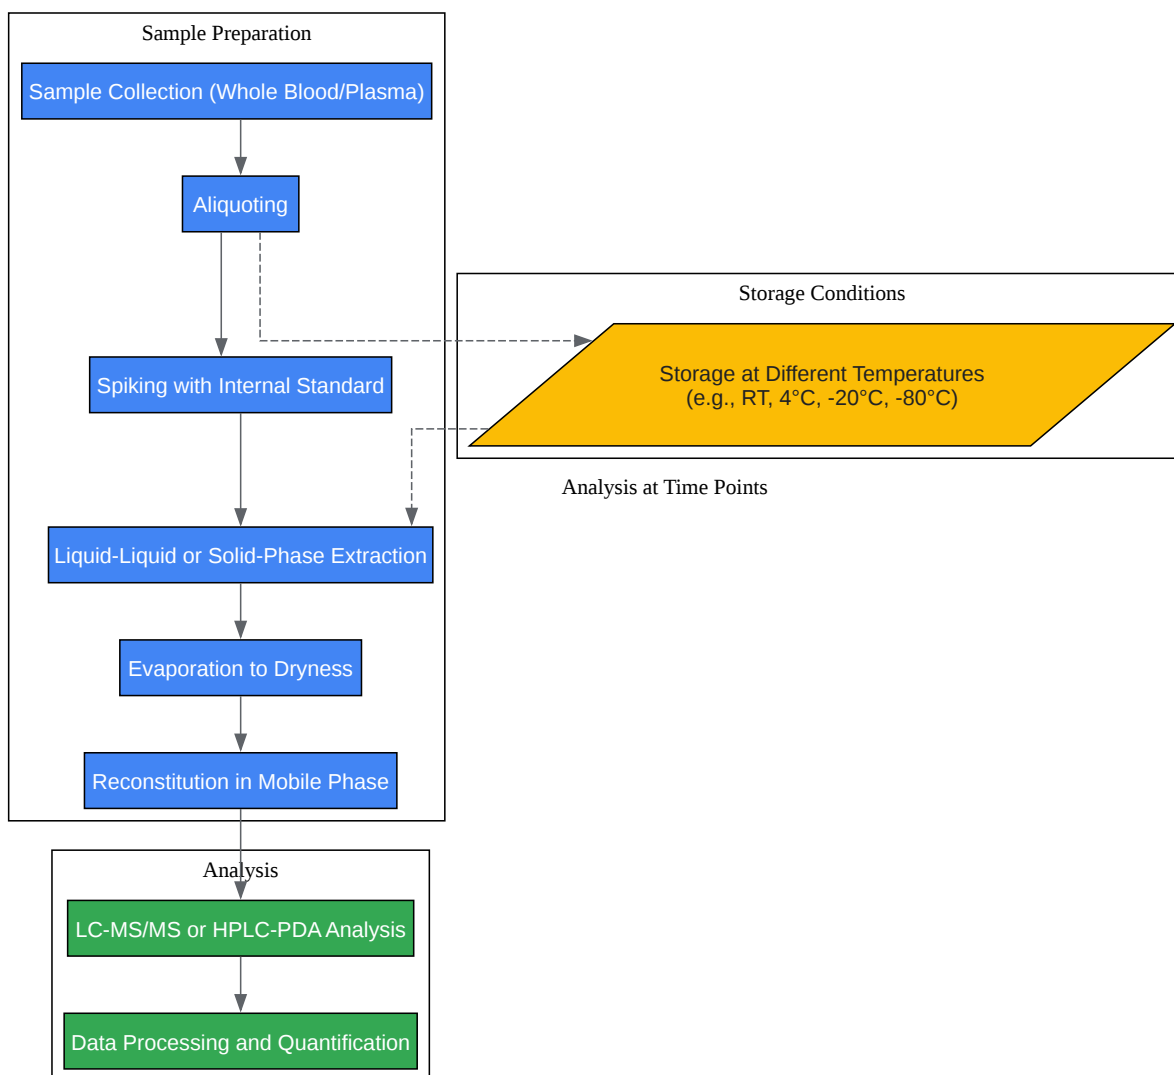 Sample Preparation
Sample Collection (Whole Blood/Plasma)
Aliquoting
Storage Conditions
Storage at Different Temperatures
(e.g., RT, 4°C, -20°C, -80°C)
Spiking with Internal Standard
Analysis at Time Points
Liquid-Liquid or Solid-Phase Extraction
Evaporation to Dryness
Reconstitution in Mobile Phase
Analysis
LC-MS/MS or HPLC-PDA Analysis
Data Processing and Quantification